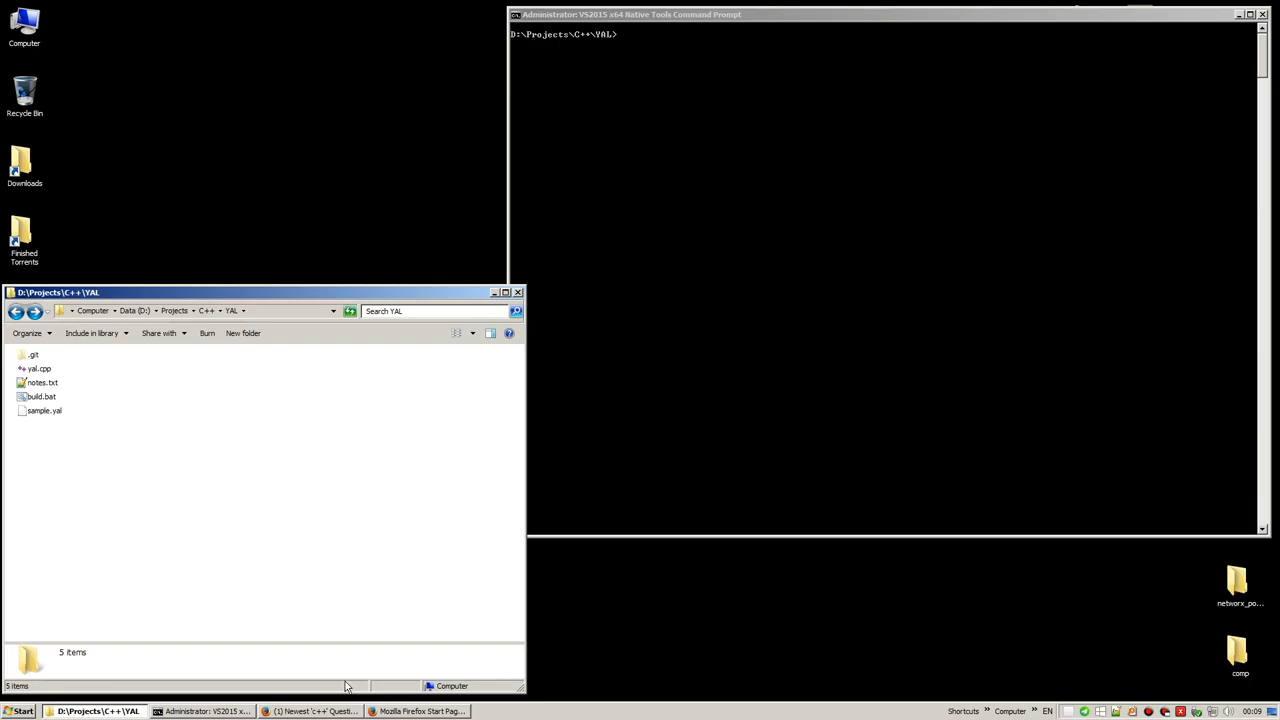 Computer
Recycle Bin
Downloads
Finished
Torrents
Administrator: VS2015 x64 Native Tools Command Prompt
D:\Projects\C++\YAL>
D:\Projects\C++\YAL
Computer Data (D:) Projects C++ YAL
Search YAL
Organize Include in library Share with Burn New folder
.git
yal.cpp
notes.txt
build.bat
sample.yal
5 items
5 items Computer
networx_po...
comp
Start D:\Projects\C++\YAL Administrator: VS2015 x... (1) Newest 'c++' Questi... Mozilla Firefox Start Pag... Shortcuts » Computer » EN 00:09